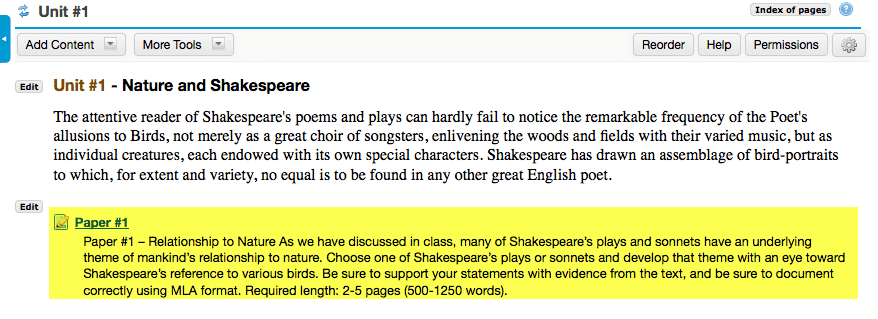 Unit #1
Index of pages
Add Content
More Tools
Reorder
Help
Permissions
Edit
Unit #1 - Nature and Shakespeare
The attentive reader of Shakespeare's poems and plays can hardly fail to notice the remarkable frequency of the Poet's
allusions to Birds, not merely as a great choir of songsters, enlivening the woods and fields with their varied music, but as
individual creatures, each endowed with its own special characters. Shakespeare has drawn an assemblage of bird-portraits
to which, for extent and variety, no equal is to be found in any other great English poet.
Edit
Paper #1
Paper #1 – Relationship to Nature As we have discussed in class, many of Shakespeare's plays and sonnets have an underlying
theme of mankind's relationship to nature. Choose one of Shakespeare's plays or sonnets and develop that theme with an eye toward
Shakespeare's reference to various birds. Be sure to support your statements with evidence from the text, and be sure to document
correctly using MLA format. Required length: 2-5 pages (500-1250 words).